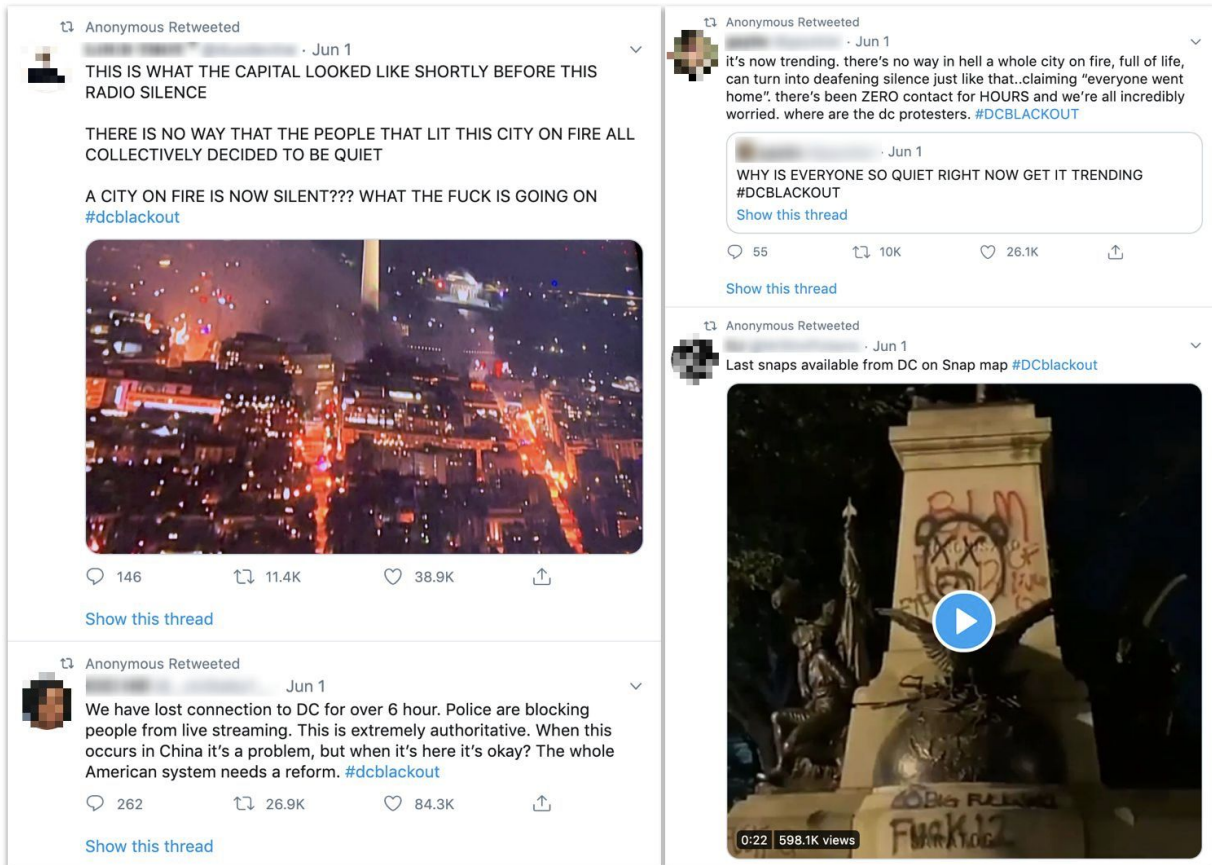 Anonymous Retweeted
· Jun 1
THIS IS WHAT THE CAPITAL LOOKED LIKE SHORTLY BEFORE THIS
RADIO SILENCE
THERE IS NO WAY THAT THE PEOPLE THAT LIT THIS CITY ON FIRE ALL
COLLECTIVELY DECIDED TO BE QUIET
A CITY ON FIRE IS NOW SILENT??? WHAT THE FUCK IS GOING ON
#dcblackout
146 11.4K 38.9K
Show this thread
Anonymous Retweeted
Jun 1
We have lost connection to DC for over 6 hour. Police are blocking
people from live streaming. This is extremely authoritative. When this
occurs in China it's a problem, but when it's here it's okay? The whole
American system needs a reform. #dcblackout
262 26.9K 84.3K
Show this thread
Anonymous Retweeted
· Jun 1
it's now trending. there's no way in hell a whole city on fire, full of life,
can turn into deafening silence just like that..claiming “everyone went
home”. there's been ZERO contact for HOURS and we're all incredibly
worried. where are the dc protesters. #DCBLACKOUT
· Jun 1
WHY IS EVERYONE SO QUIET RIGHT NOW GET IT TRENDING
#DCBLACKOUT
Show this thread
55 10K 26.1K
Show this thread
Anonymous Retweeted
· Jun 1
Last snaps available from DC on Snap map #DCblackout
BLM
BIG
0:22 598.1K views